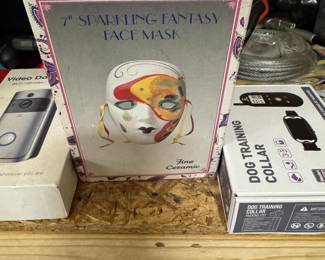 7" SPARKLING FANTASY
FACE MASK
Fine
Ceramic
Video Do
DOG TRAINING
COLLAR
DOG TRAINING
COLLAR